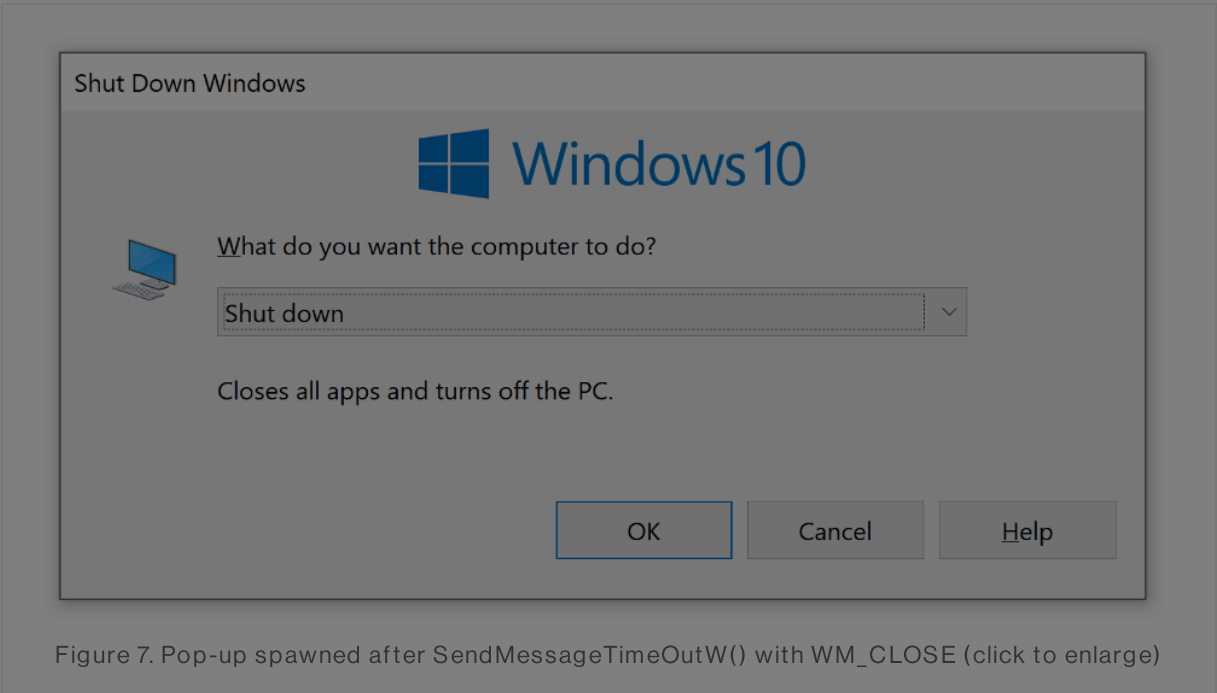 Shut Down Windows
Windows 10
What do you want the computer to do?
Shut down
Closes all apps and turns off the PC.
OK Cancel Help
Figure 7. Pop-up spawned after SendMessageTimeOutW() with WM_CLOSE (click to enlarge)